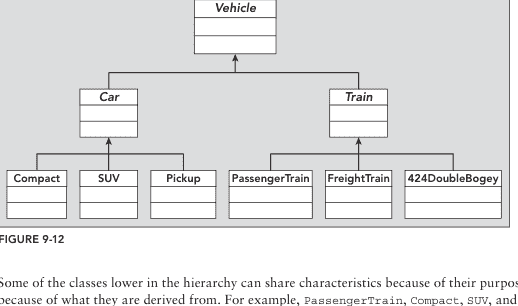 Vehicle
Car
Train
Compact
SUV
Pickup
PassengerTrain
FreightTrain
424DoubleBogey
FIGURE 9-12
Some of the classes lower in the hierarchy can share characteristics because of their
because of what they are derived from. For example, PassengerTrain, Compact, SUV, and